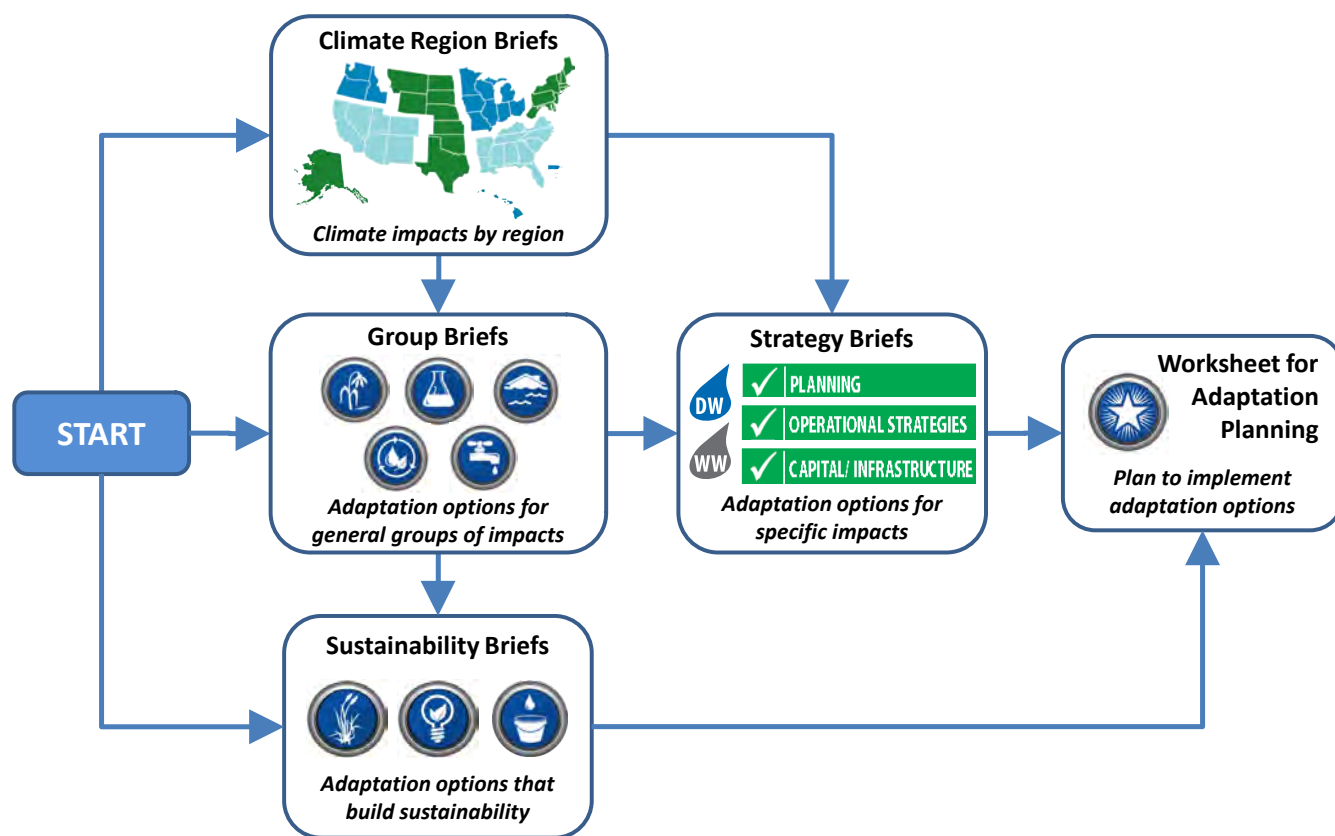 Climate Region Briefs
Climate impacts by region
START
Group Briefs
Adaptation options for
general groups of impacts
Strategy Briefs
DW
WW
PLANNING
OPERATIONAL STRATEGIES
CAPITAL/ INFRASTRUCTURE
Adaptation options for
specific impacts
Worksheet for
Adaptation
Planning
Plan to implement
adaptation options
Sustainability Briefs
Adaptation options that
build sustainability